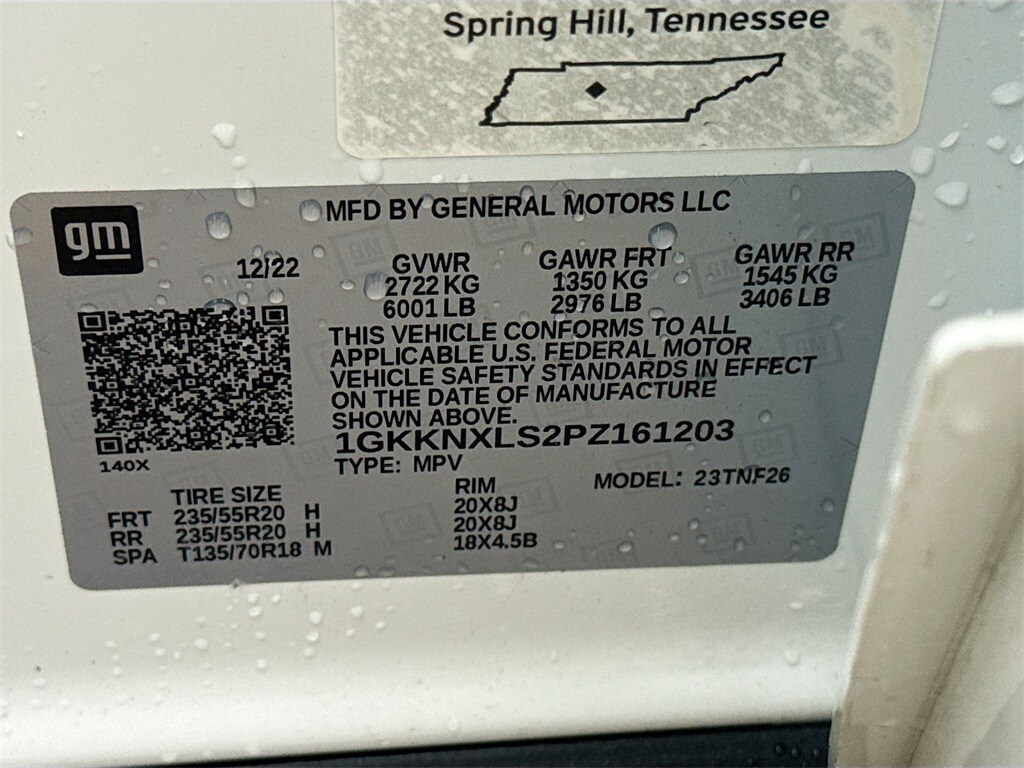 Spring Hill, Tennessee
gm
MFD BY GENERAL MOTORS LLC
12/22
GVWR GAWR FRT GAWR RR
2722 KG 1350 KG 1545 KG
6001 LB 2976 LB 3406 LB
THIS VEHICLE CONFORMS TO ALL
APPLICABLE U.S. FEDERAL MOTOR
VEHICLE SAFETY STANDARDS IN EFFECT
ON THE DATE OF MANUFACTURE
SHOWN ABOVE.
1GKKNXLS2PZ161203
140X
TYPE: MPV
MODEL: 23TNF26
TIRE SIZE RIM
FRT 235/55R20 H 20X8J
RR 235/55R20 H 20X8J
SPA T135/70R18 M 18X4.5B